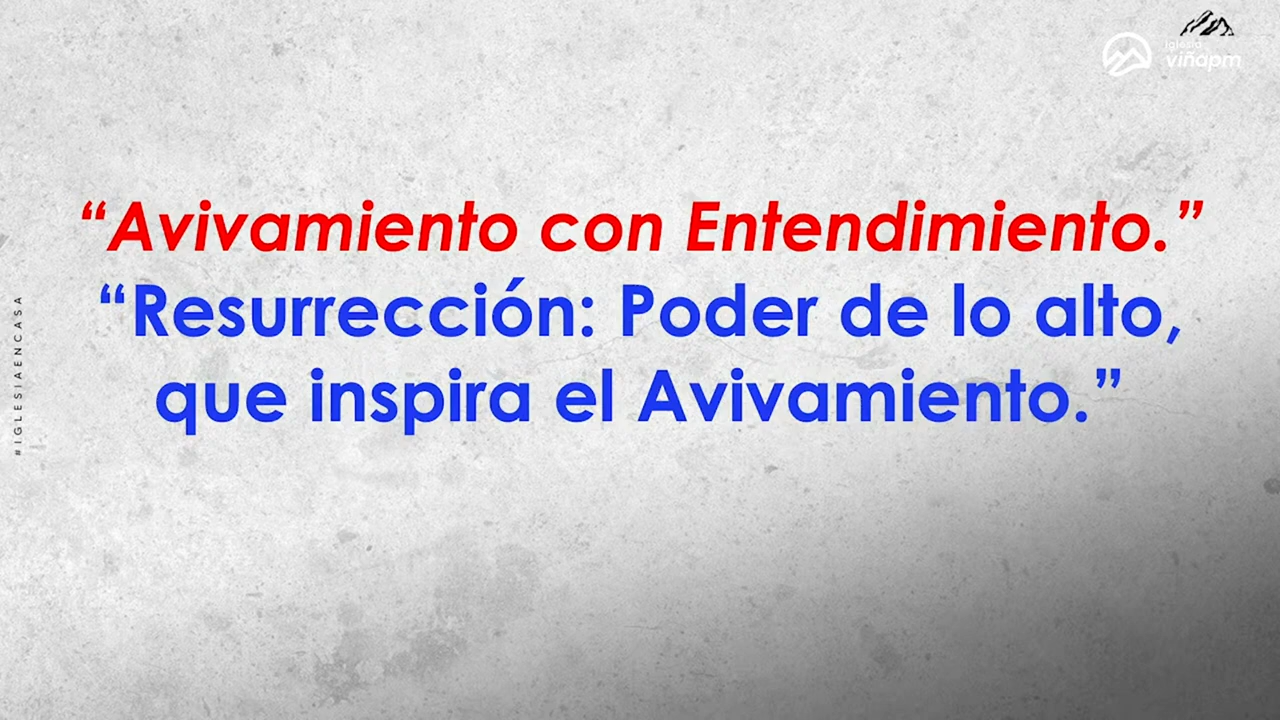 iglesia
viñapm
“Avivamiento con Entendimiento.”
“Resurrección: Poder de lo alto,
que inspira el Avivamiento.”
#IGLESIAENCASA